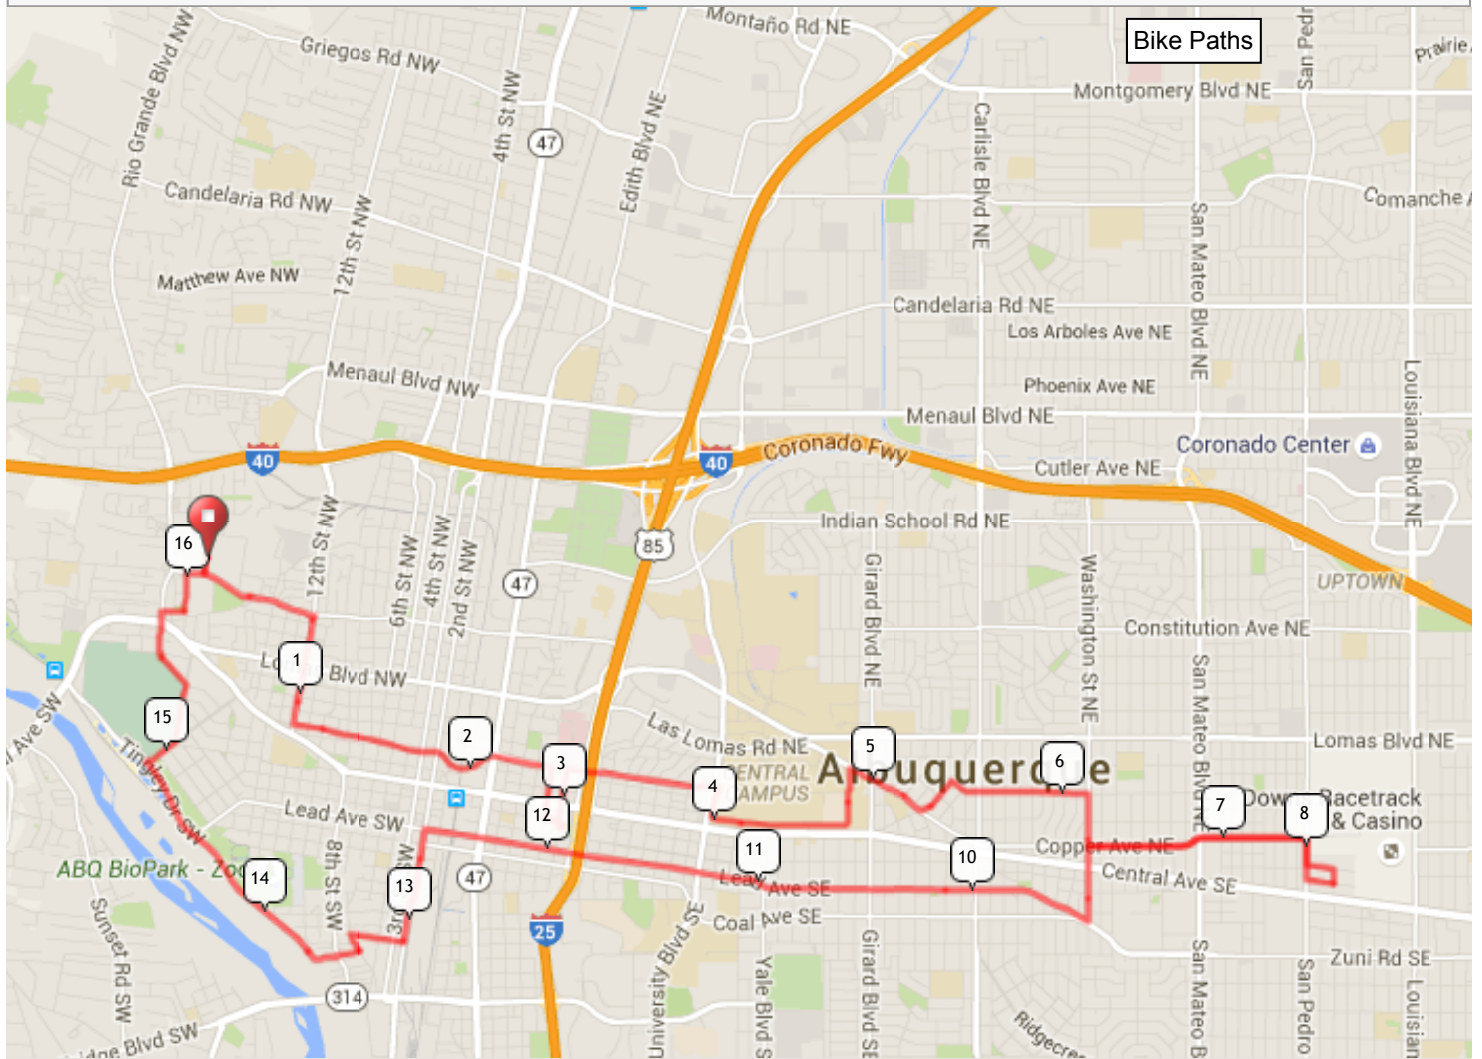 Bike Paths
Montaño Rd NE
Griegos Rd NW
Rio Grande Blvd NW
4th St NW
47
Edith Blvd NE
Montgomery Blvd NE
Carlisle Blvd NE
San Pedr
Prairie
Candelaria Rd NW
12th St NW
Comanche
Matthew Ave NW
San Mateo Blvd NE
Candelaria Rd NE
Los Arboles Ave NE
Menaul Blvd NW
Phoenix Ave NE
Menaul Blvd NE
Louisiana Blvd NE
Coronado Center
40
40
Coronado Fwy
Cutler Ave NE
Indian School Rd NE
16
12th St NW
6th St NW
4th St NW
2nd St NW
47
85
Girard Blvd NE
Washington St NE
UPTOWN
Constitution Ave NE
1
Blvd NW
San Mateo Blvd NE
15
2
3
Las Lomas Rd NE
5
6
Lomas Blvd NE
Tingley Dr SW
4
CENTRAL
CAMPUS
Albuquerque
7
8
Racetrack
& Casino
Lead Ave SW
12
11
10
Copper Ave NE
Central Ave SE
ABQ BioPark - Zoo
14
8th St SW
13
47
Lead Ave SE
Coal Ave SE
25
Sunset Rd SW
University Blvd SE
Yale Blvd S
Girard Blvd SE
San Mateo B
San Pedro
Zuni Rd SE
Louisian
314
Ridgecre
Blvd SW